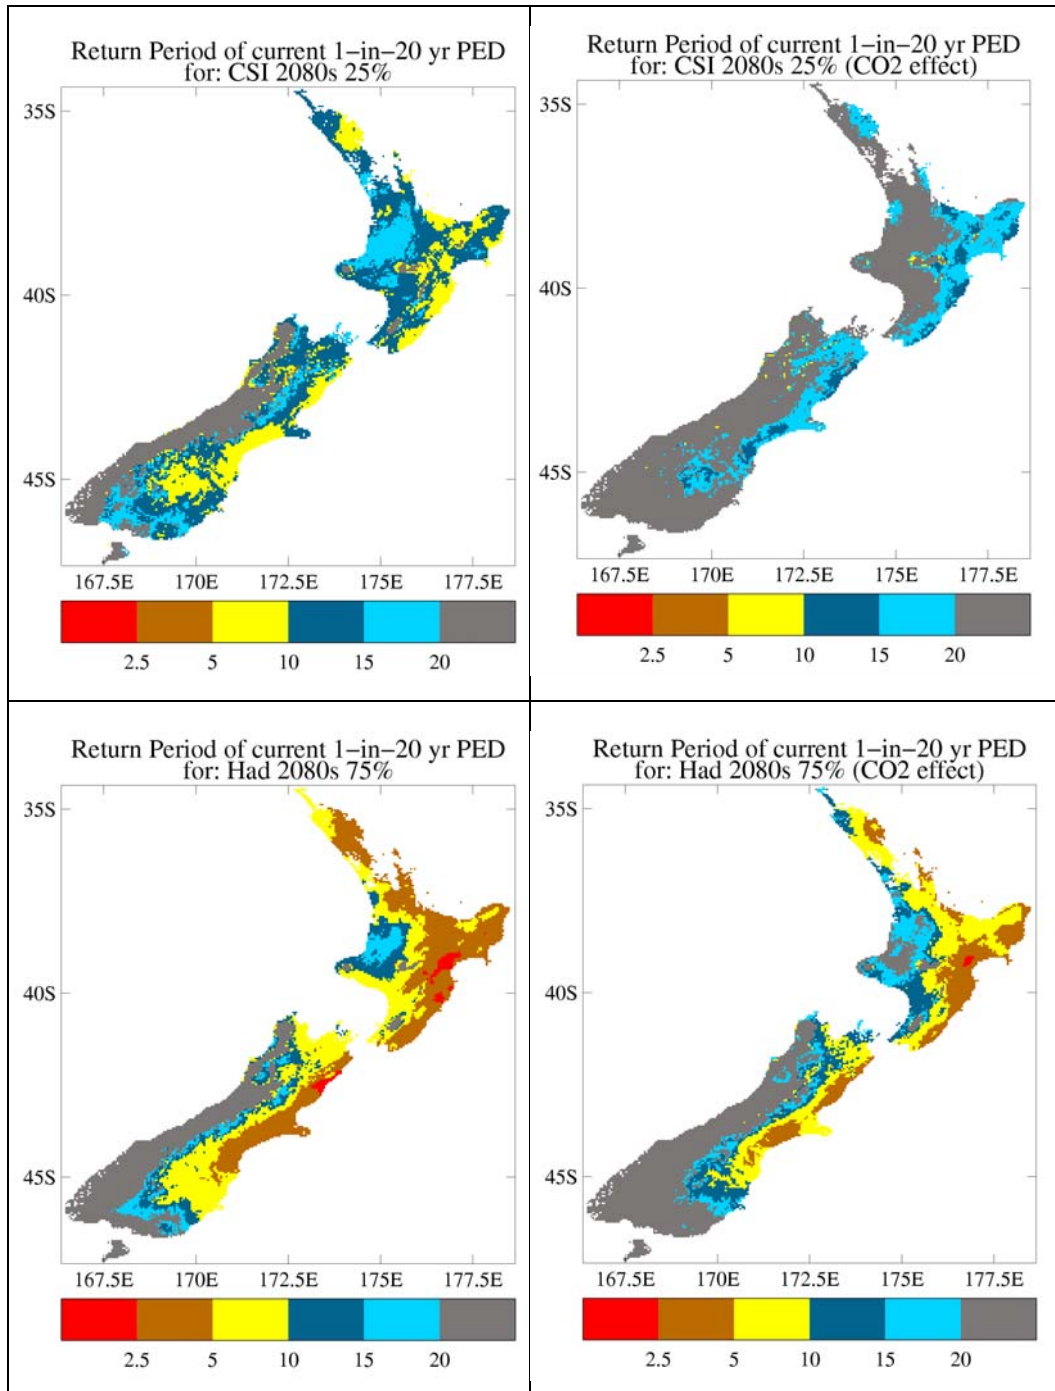 Return Period of current 1-in-20 yr PED
for: CSI 2080s 25%
35S
40S
45S
167.5E 170E 172.5E 175E 177.5E
2.5 5 10 15 20
Return Period of current 1-in-20 yr PED
for: CSI 2080s 25% (CO2 effect)
35S
40S
45S
167.5E 170E 172.5E 175E 177.5E
2.5 5 10 15 20
Return Period of current 1-in-20 yr PED
for: Had 2080s 75%
35S
40S
45S
167.5E 170E 172.5E 175E 177.5E
2.5 5 10 15 20
Return Period of current 1-in-20 yr PED
for: Had 2080s 75% (CO2 effect)
35S
40S
45S
167.5E 170E 172.5E 175E 177.5E
2.5 5 10 15 20